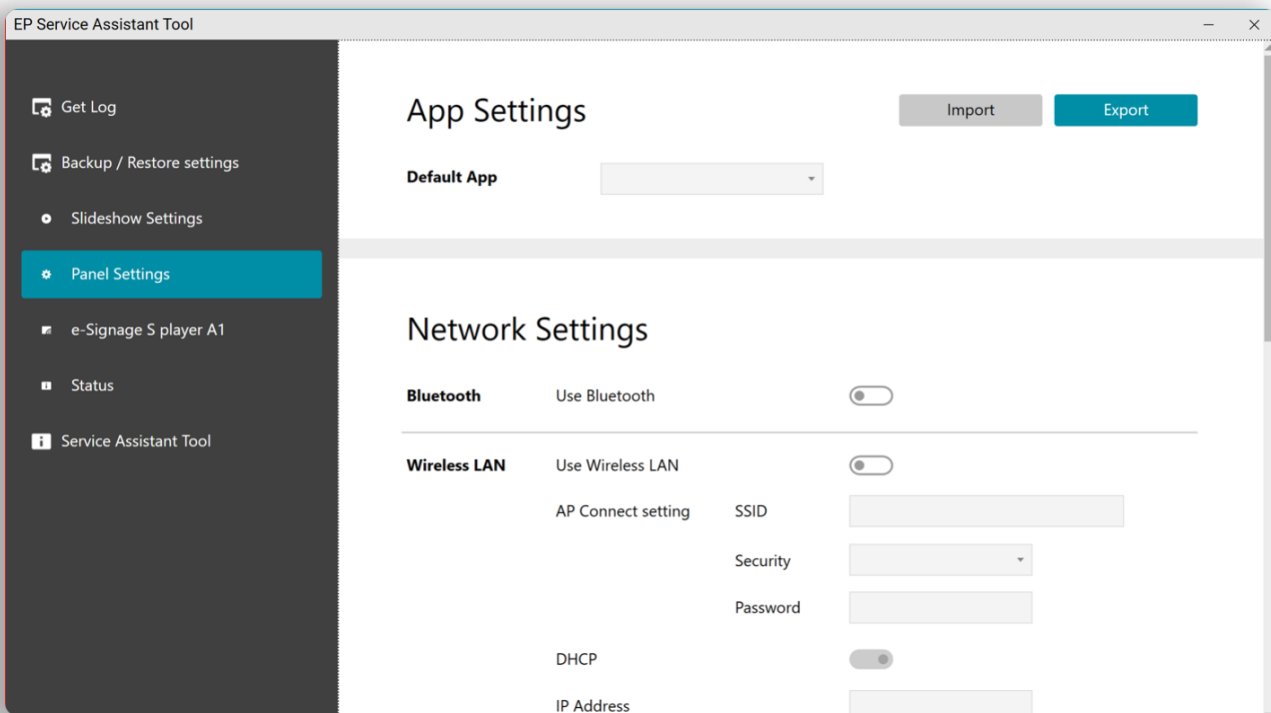 EP Service Assistant Tool
Get Log
Backup / Restore settings
Slideshow Settings
Panel Settings
e-Signage S player A1
Status
Service Assistant Tool
App Settings
Import
Export
Default App
Network Settings
Bluetooth Use Bluetooth
Wireless LAN Use Wireless LAN
AP Connect setting SSID
Security
Password
DHCP
IP Address